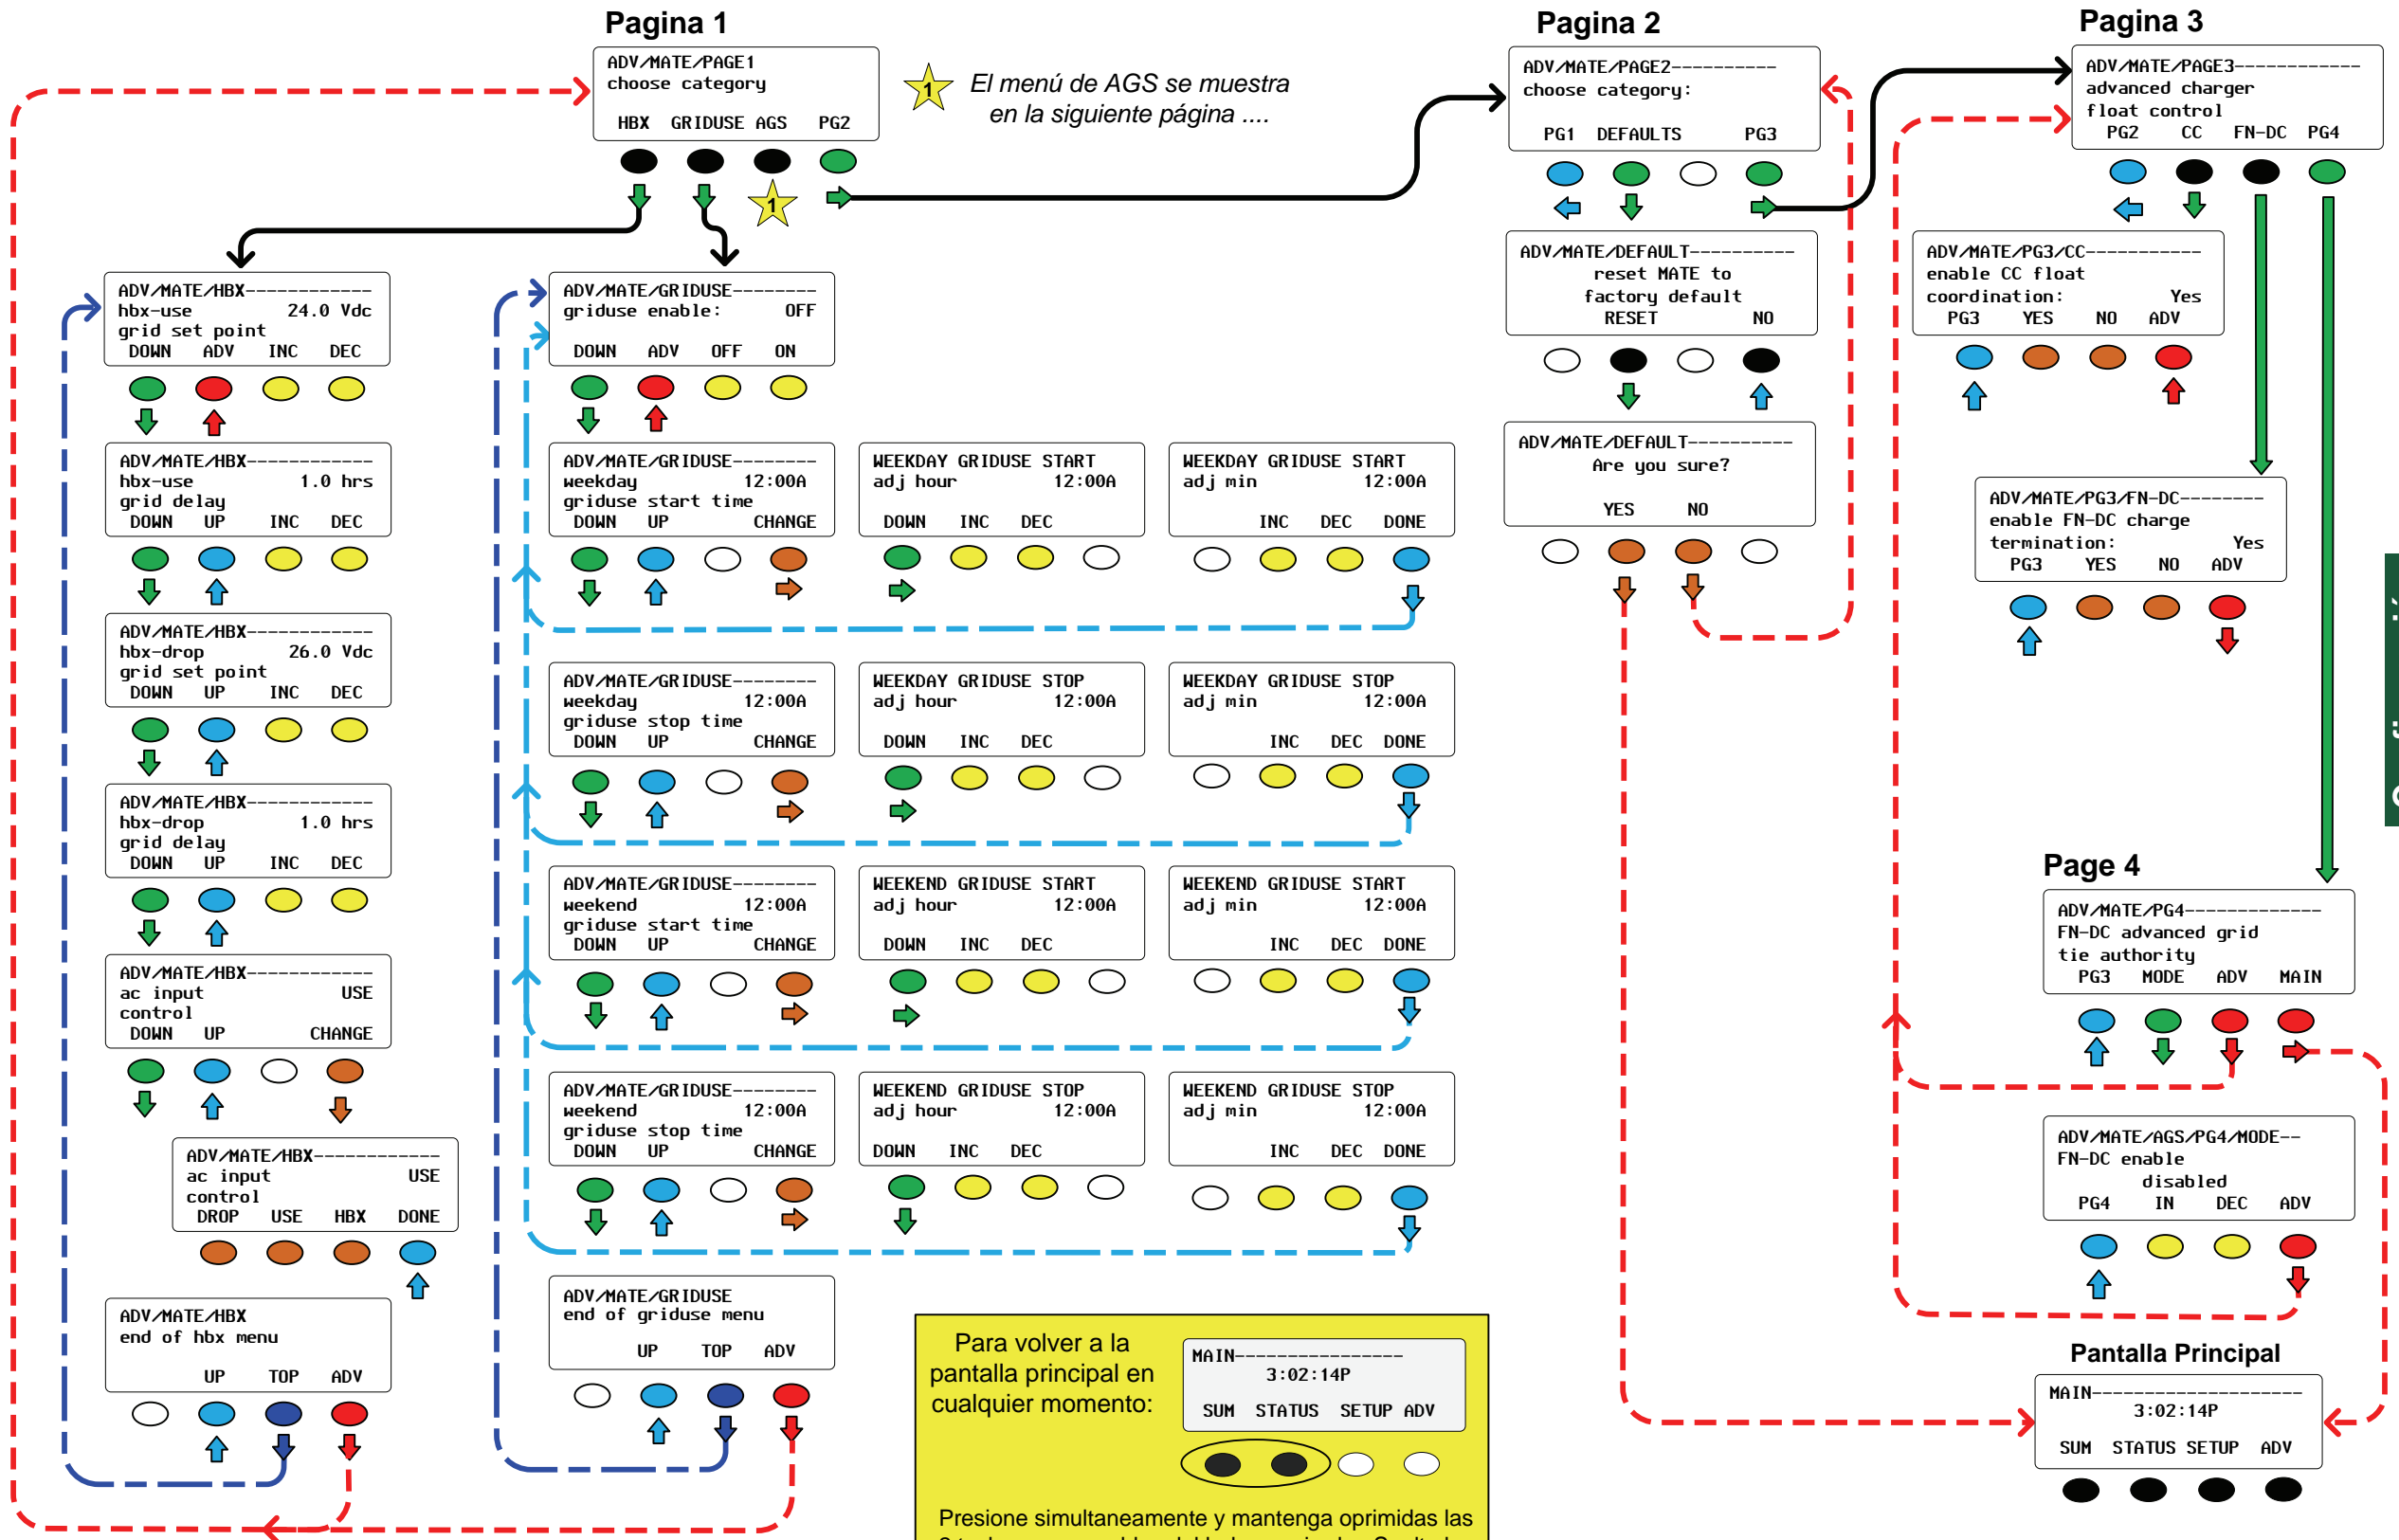 Pagina 1
ADV/MATE/PAGE1
choose category
HBX GRIDUSE AGS PG2
1
1
El menú de AGS se muestra
en la siguiente página ....
Pagina 2
ADV/MATE/PAGE2----------
choose category:
PG1 DEFAULTS PG3
Pagina 3
ADV/MATE/PAGE3------------
advanced charger
float control
PG2 CC FN-DC PG4
ADV/MATE/HBX------------
hbx-use 24.0 Vdc
grid set point
DOWN ADV INC DEC
ADV/MATE/HBX------------
hbx-use 1.0 hrs
grid delay
DOWN UP INC DEC
ADV/MATE/HBX------------
hbx-drop 26.0 Vdc
grid set point
DOWN UP INC DEC
ADV/MATE/HBX------------
hbx-drop 1.0 hrs
grid delay
DOWN UP INC DEC
ADV/MATE/HBX------------
ac input USE
control
DOWN UP CHANGE
ADV/MATE/HBX------------
ac input USE
control
DROP USE HBX DONE
ADV/MATE/HBX
end of hbx menu
UP TOP ADV
ADV/MATE/GRIDUSE--------
griduse enable: OFF
DOWN ADV OFF ON
ADV/MATE/GRIDUSE--------
weekday 12:00A
griduse start time
DOWN UP CHANGE
WEEKDAY GRIDUSE START
adj hour 12:00A
DOWN INC DEC
WEEKDAY GRIDUSE START
adj min 12:00A
INC DEC DONE
ADV/MATE/GRIDUSE--------
weekday 12:00A
griduse stop time
DOWN UP CHANGE
WEEKDAY GRIDUSE STOP
adj hour 12:00A
DOWN INC DEC
WEEKDAY GRIDUSE STOP
adj min 12:00A
INC DEC DONE
ADV/MATE/GRIDUSE--------
weekend 12:00A
griduse start time
DOWN UP CHANGE
WEEKEND GRIDUSE START
adj hour 12:00A
DOWN INC DEC
WEEKEND GRIDUSE START
adj min 12:00A
INC DEC DONE
ADV/MATE/GRIDUSE--------
weekend 12:00A
griduse stop time
DOWN UP CHANGE
WEEKEND GRIDUSE STOP
adj hour 12:00A
DOWN INC DEC
WEEKEND GRIDUSE STOP
adj min 12:00A
INC DEC DONE
ADV/MATE/GRIDUSE
end of griduse menu
UP TOP ADV
ADV/MATE/DEFAULT----------
reset MATE to
factory default
RESET NO
ADV/MATE/DEFAULT----------
Are you sure?
YES NO
ADV/MATE/PG3/CC-----------
enable CC float
coordination: Yes
PG3 YES NO ADV
ADV/MATE/PG3/FN-DC--------
enable FN-DC charge
termination: Yes
PG3 YES NO ADV
Page 4
ADV/MATE/PG4-------------
FN-DC advanced grid
tie authority
PG3 MODE ADV MAIN
ADV/MATE/AGS/PG4/MODE--
FN-DC enable
disabled
PG4 IN DEC ADV
Pantalla Principal
MAIN--------------------
3:02:14P
SUM STATUS SETUP ADV
Para volver a la
pantalla principal en
cualquier momento:
MAIN----------------
3:02:14P
SUM STATUS SETUP ADV
Presione simultaneamente y mantenga oprimidas las